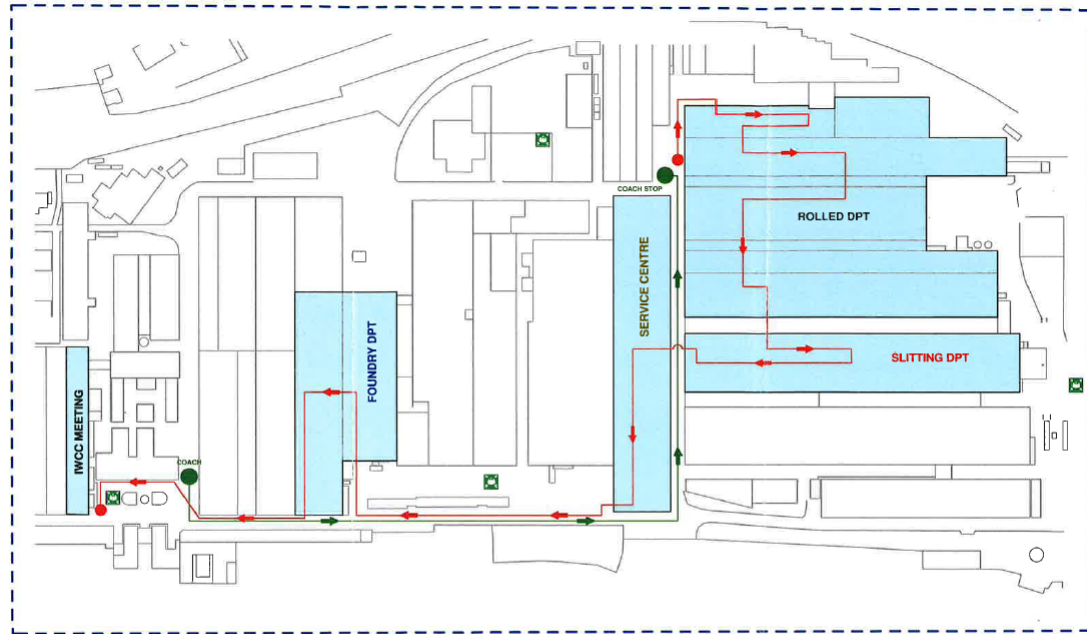 COACH STOP
ROLLED DPT
SERVICE CENTRE
FOUNDRY DPT
SLITTING DPT
IWCC MEETING
COACH